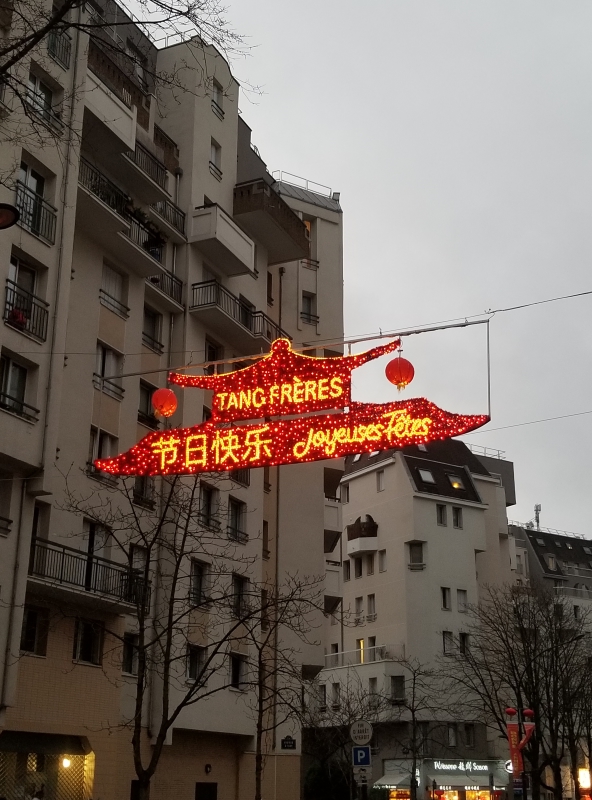 TANG FRÈRES
节日快乐 Joyeuses Fêtes
P